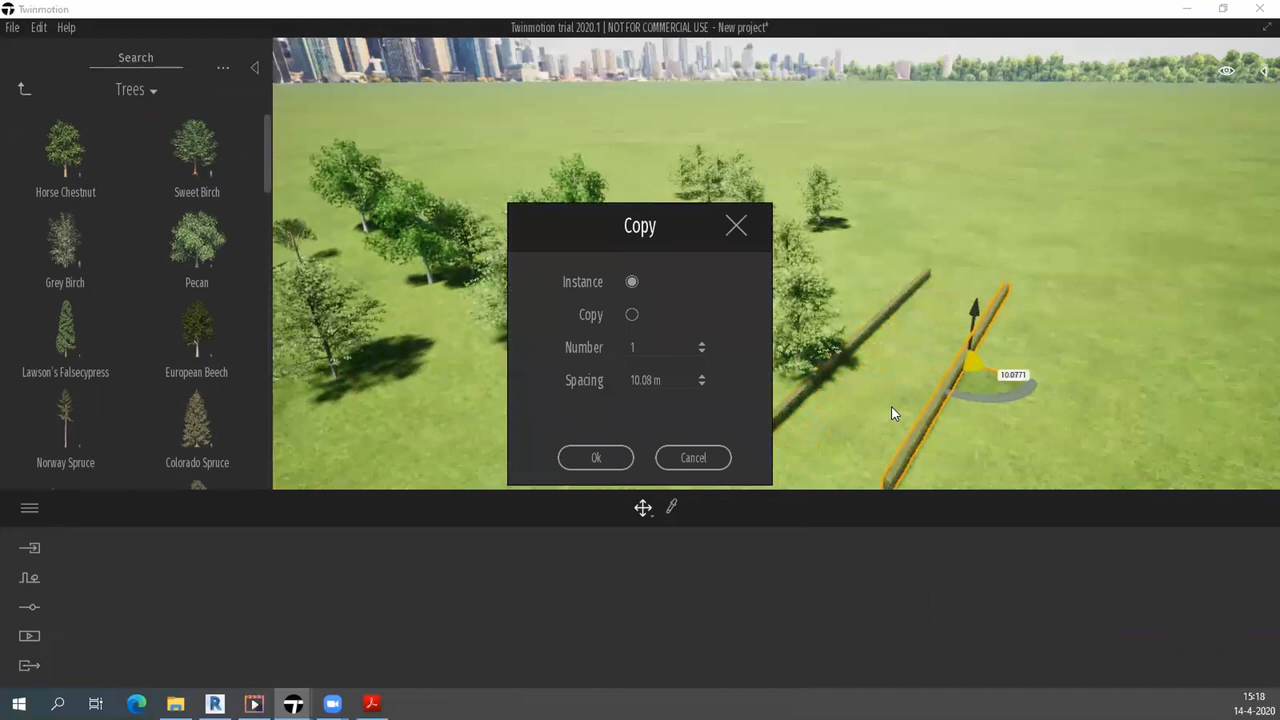 Twinmotion
File Edit Help
Twinmotion trial 2020.1 | NOT FOR COMMERCIAL USE - New project*
Search
...
Trees
Horse Chestnut
Sweet Birch
Grey Birch
Pecan
Lawson's Falsecypress
European Beech
Norway Spruce
Colorado Spruce
Copy
Instance
Copy
Number 1
Spacing 10.08 m
Ok Cancel
10.0771
15:18
14-4-2020